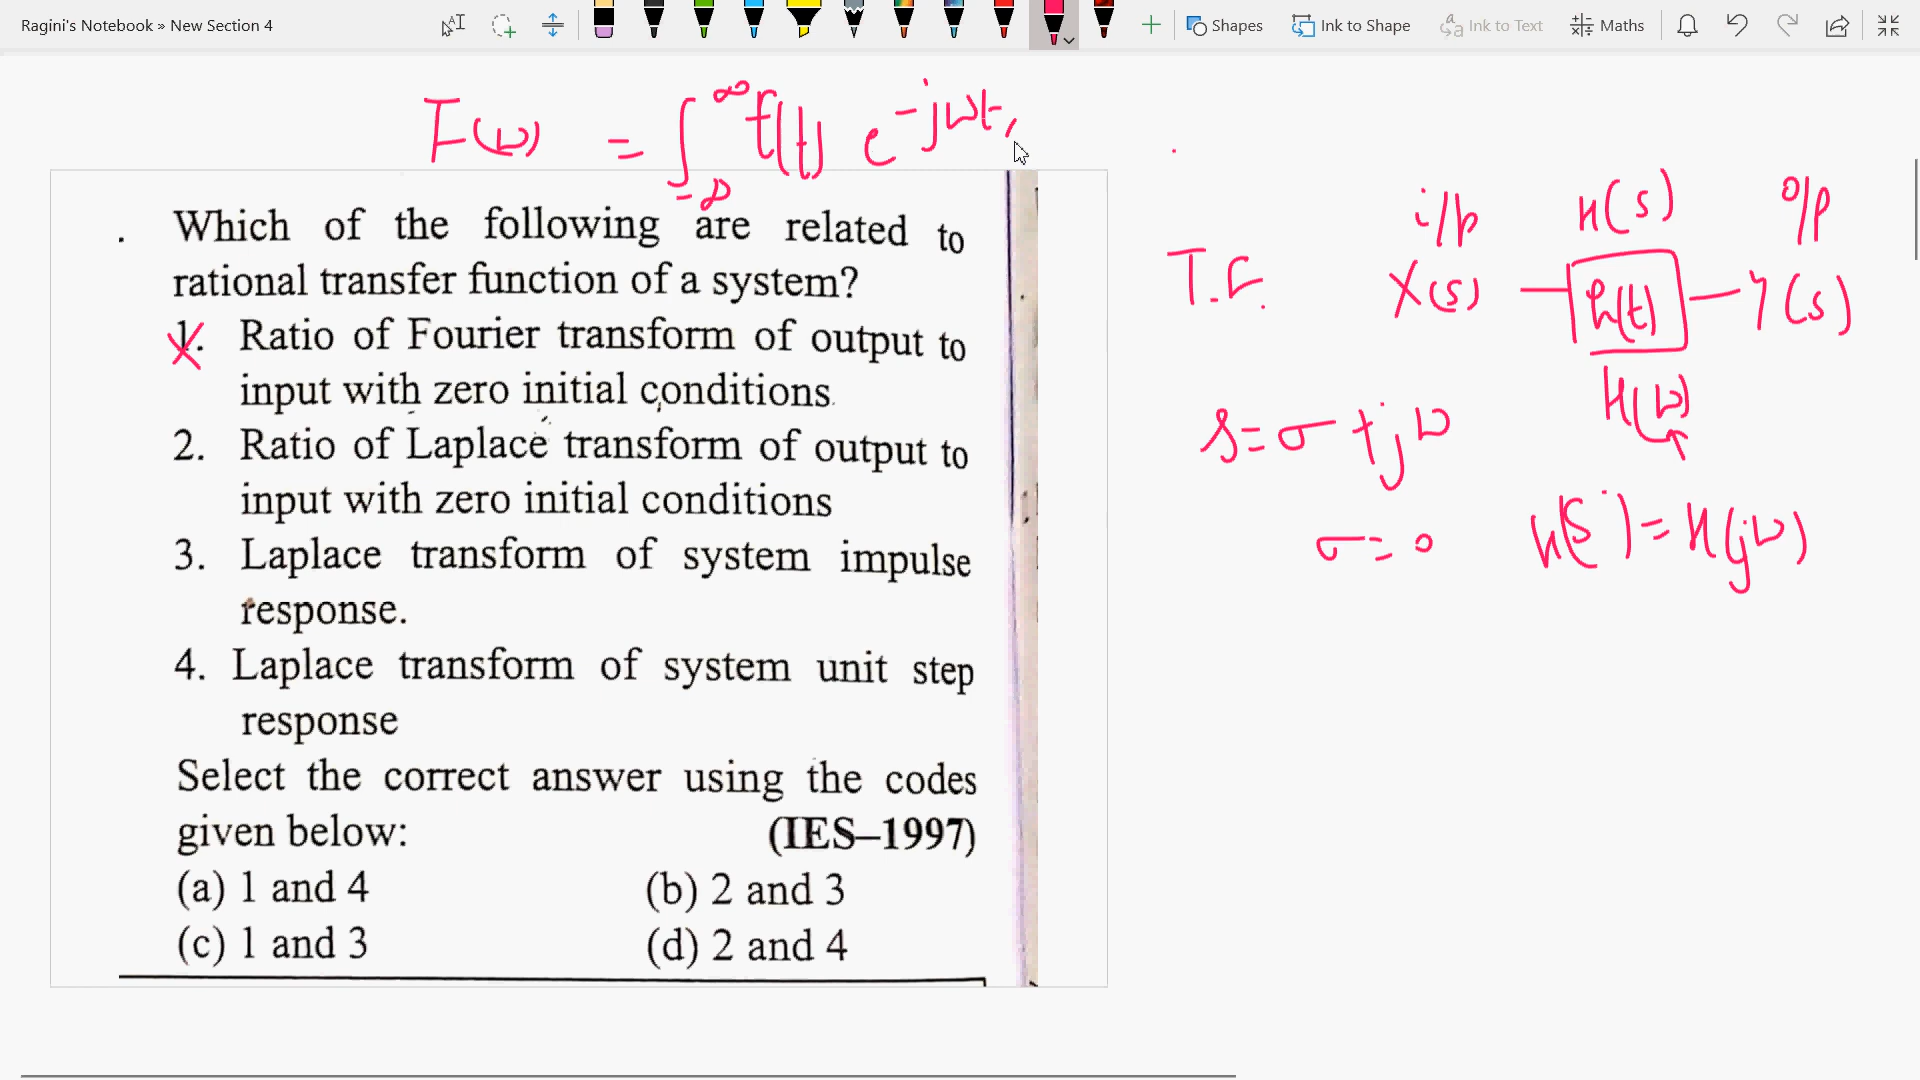 Ragini's Notebook » New Section 4
Shapes Ink to Shape Ink to Text Maths
F(ω) = ∫ ∞ -∞ f(t) e^-jωt,
Which of the following are related to
rational transfer function of a system?
1. Ratio of Fourier transform of output to
input with zero initial conditions.
2. Ratio of Laplace transform of output to
input with zero initial conditions
3. Laplace transform of system impulse
response.
4. Laplace transform of system unit step
response
Select the correct answer using the codes
given below: (IES–1997)
(a) 1 and 4 (b) 2 and 3
(c) 1 and 3 (d) 2 and 4
i/p H(s) o/p
T.F. X(s) h(t) Y(s)
H(ω)
s = σ + jω
σ = 0 H(s) = H(jω)